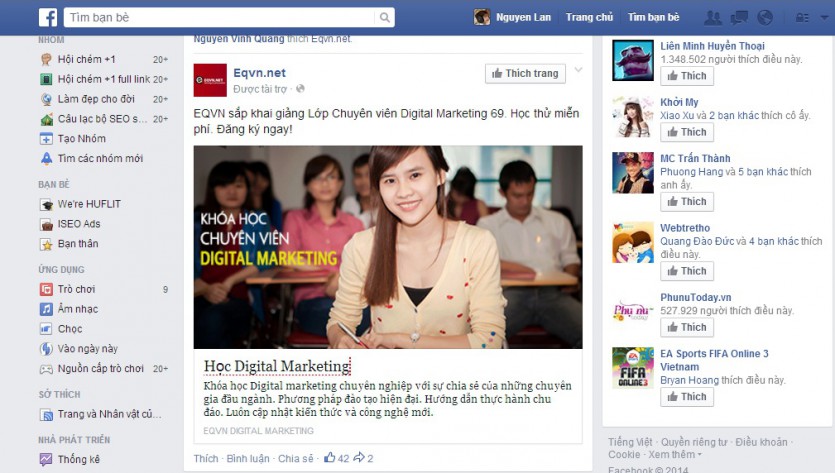 Tìm bạn bè
Nguyen Lan
Trang chủ
Tìm bạn bè
NHÓM
Hội chém +1 20+
Hội chém +1 full link 20+
Làm đẹp cho đời 20+
Câu lạc bộ SEO s... 20+
Tạo Nhóm
Tìm các nhóm mới
BẠN BÈ
We're HUFLIT
ISEO Ads
Bạn thân
ỨNG DỤNG
Trò chơi 9
Âm nhạc
Chọc
Vào ngày này
Nguồn cấp trò chơi 20+
SỞ THÍCH
Trang và Nhân vật củ...
NHÀ PHÁT TRIỂN
Thống kê
Nguyen Vinh Quang thích Eqvn.net.
EQVN.NET
Eqvn.net
Được tài trợ ·
Thích trang
EQVN sắp khai giảng Lớp Chuyên viên Digital Marketing 69. Học thử miễn
phí. Đăng ký ngay!
KHÓA HỌC
CHUYÊN VIÊN
DIGITAL MARKETING
Học Digital Marketing
Khóa học Digital marketing chuyên nghiệp với sự chia sẻ của những chuyên
gia đầu ngành. Phương pháp đào tạo hiện đại. Hướng dẫn thực hành chu
đáo. Luôn cập nhật kiến thức và công nghệ mới.
EQVN DIGITAL MARKETING
Thích · Bình luận · Chia sẻ · 42 2
Liên Minh Huyền Thoại
1.348.502 người thích điều này.
Thích
Khởi My
Xiao Xu và 2 bạn khác thích cô ấy.
Thích
MC Trấn Thành
Phuong Hang và 5 bạn khác thích
anh ấy.
Thích
Webtretho
Quang Đào Đức và 4 bạn khác
thích điều này.
Thích
Phụ nữ
PhunuToday.vn
527.929 người thích điều này.
Thích
FIFA
ONLINE 3
EA Sports FIFA Online 3
Vietnam
Bryan Hoang thích điều này.
Thích
Tiếng Việt · Quyền riêng tư · Điều khoản ·
Cookie · Xem thêm
Facebook © 2014